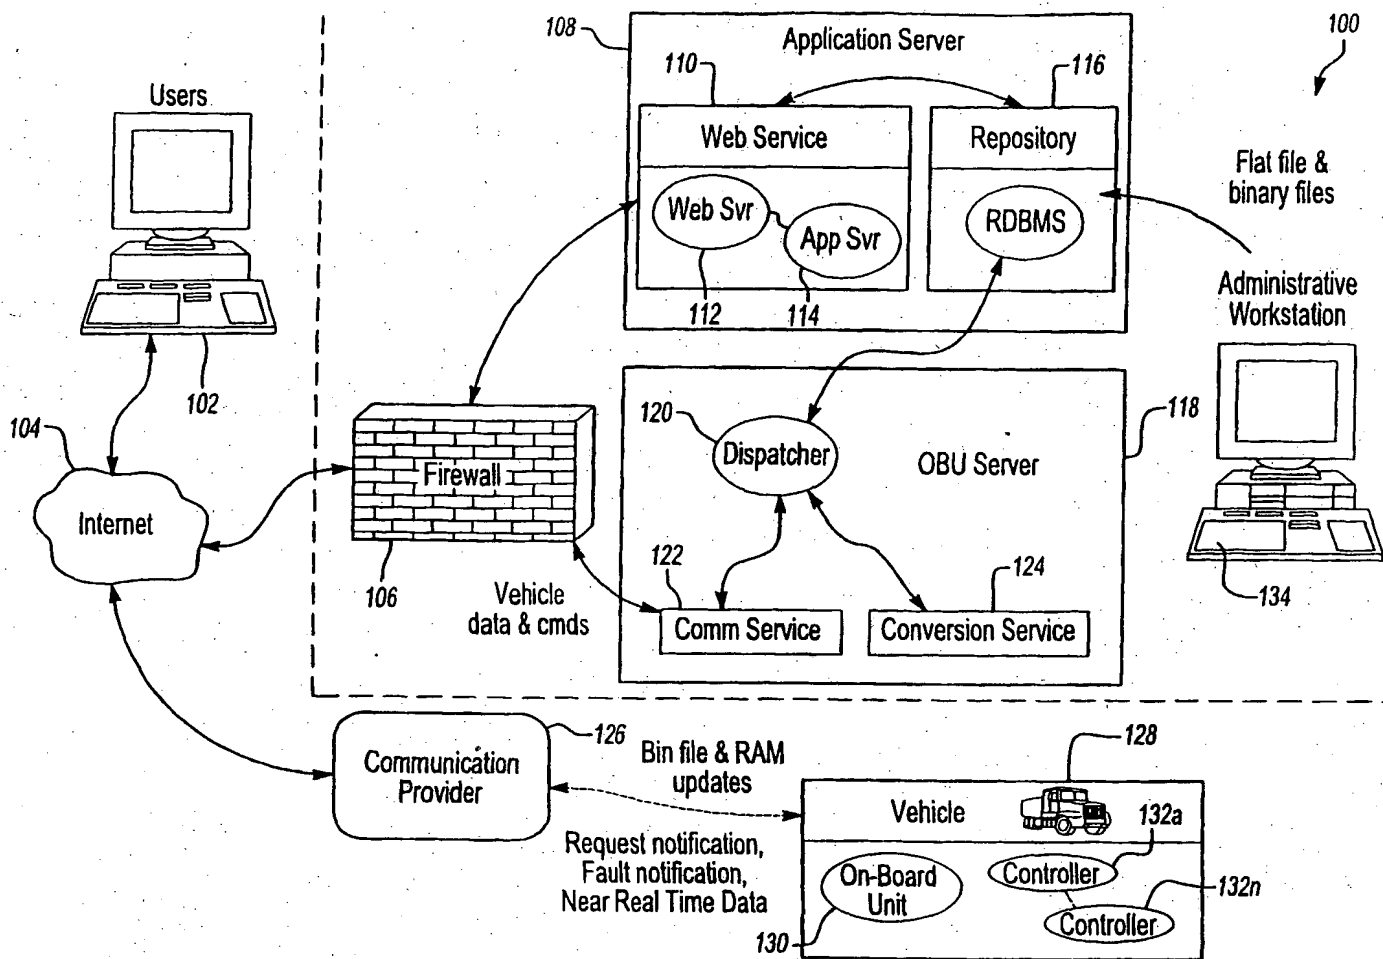 100
108
Application Server
110
116
Users
Web Service
Repository
Flat file &
binary files
Web Svr
App Svr
RDBMS
112
114
Administrative
Workstation
102
104
118
120
Dispatcher
OBU Server
Firewall
Internet
106
Vehicle
data & cmds
122
124
134
Comm Service
Conversion Service
126
Communication
Provider
Bin file & RAM
updates
128
Vehicle
132a
Request notification,
Fault notification,
Near Real Time Data
On-Board
Unit
Controller
132n
Controller
130